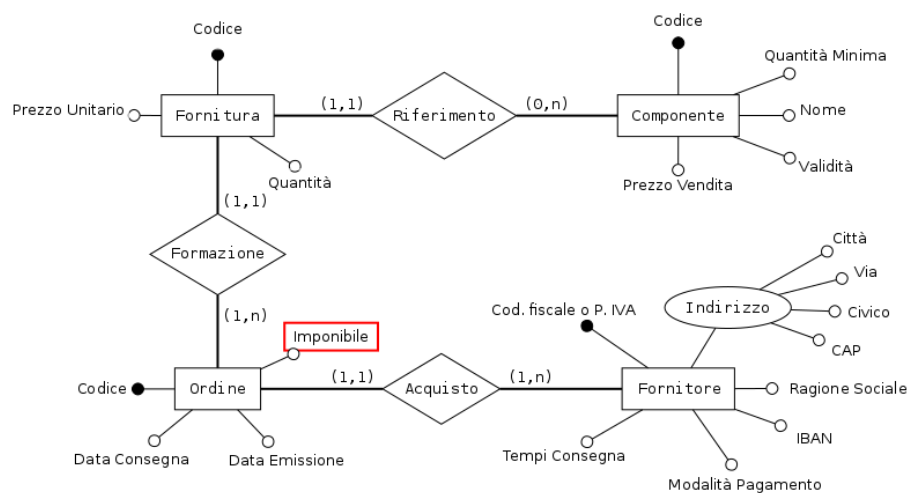 Codice
Codice
Quantità Minima
Prezzo Unitario
Fornitura
(1,1)
Riferimento
(0,n)
Componente
Nome
Validità
Quantità
Prezzo Vendita
(1,1)
Formazione
Città
Via
Indirizzo
Civico
Cod. fiscale o P. IVA
(1,n)
Imponibile
CAP
Codice
Ordine
(1,1)
Acquisto
(1,n)
Fornitore
Ragione Sociale
IBAN
Data Consegna
Data Emissione
Tempi Consegna
Modalità Pagamento